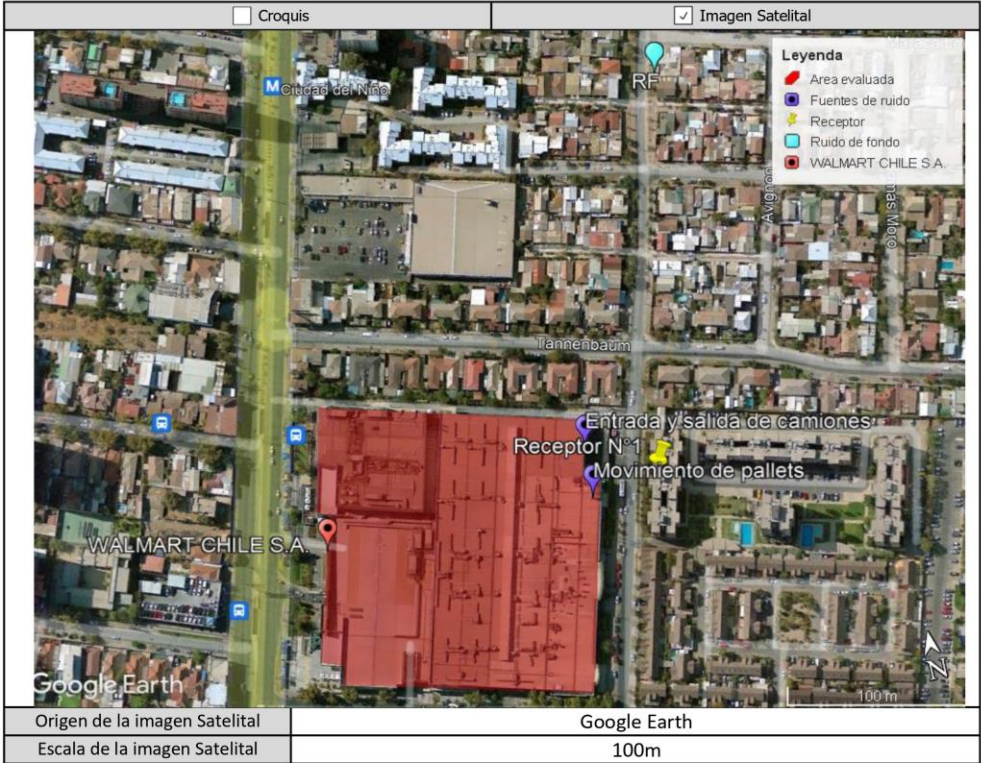 Croquis
✓ Imagen Satelital
Leyenda
Area evaluada
Fuentes de ruido
Receptor
Ruido de fondo
WALMART CHILE S.A.
RF
M Ciudad del Niño
Avignon
Tomas Moro
Tannenbaum
Entrada y salida de camiones
Receptor N°1
Movimiento de pallets
WALMART CHILE S.A.
N
Google Earth
100 m
Origen de la imagen Satelital
Google Earth
Escala de la imagen Satelital
100m